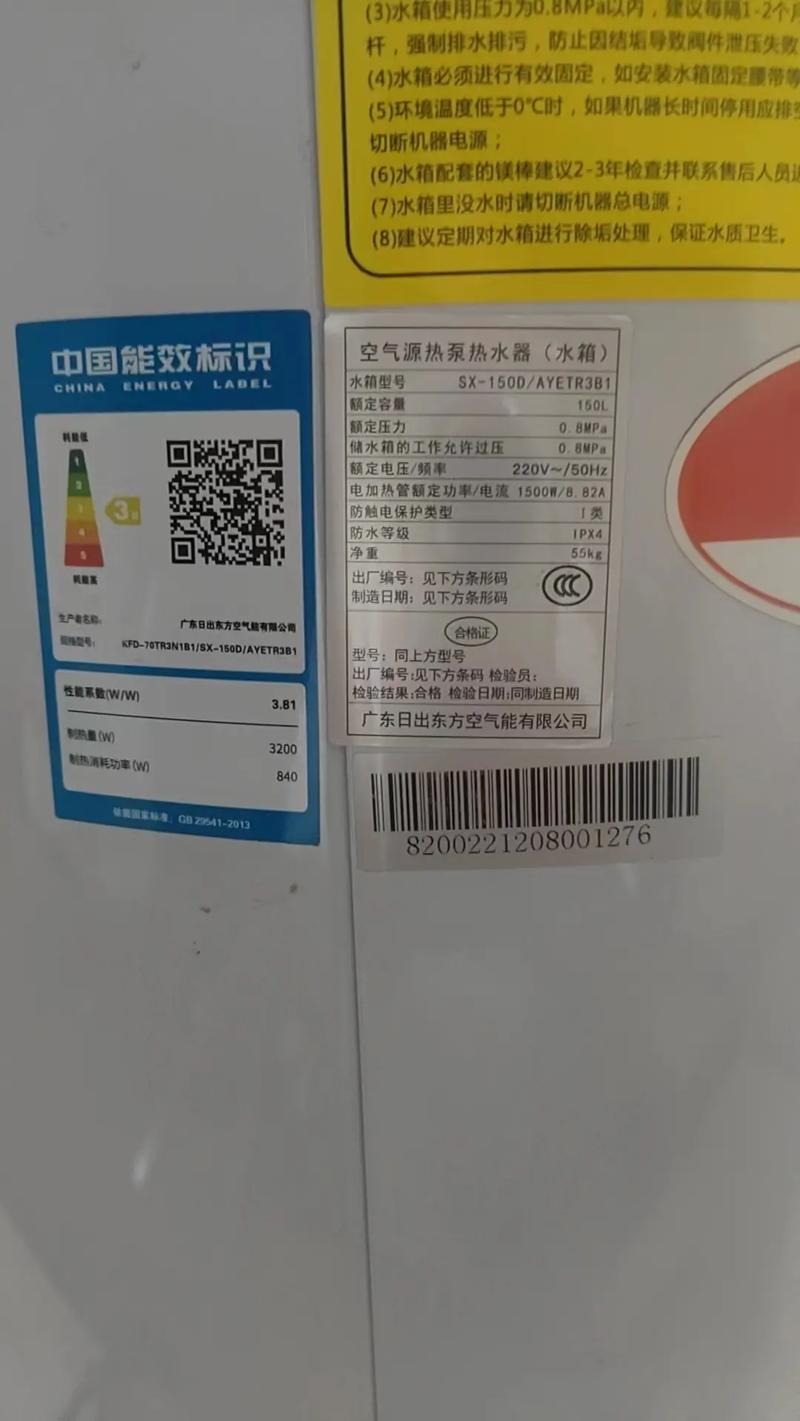 (3)水箱使用压力为0.8MPa以内，建议每隔1-2个
杆，强制排水排污，防止因结垢导致阀件泄压失败
(4)水箱必须进行有效固定，如安装水箱固定腰带等
(5)环境温度低于0℃时，如果机器长时间停用应排
切断机器电源；
(6)水箱配套的镁棒建议2-3年检查并联系售后人员
(7)水箱里没水时请切断机器总电源；
(8)建议定期对水箱进行除垢处理，保证水质卫生。
中国能效标识
CHINA ENERGY LABEL
耗能低
1
2
3
4
5
3级
耗能高
生产者名称：
广东日出东方空气能有限公司
规格型号：
KFD-70TR3N1B1/SX-150D/AYETR3B1
性能系数(W/W)
3.81
制热量(W)
3200
制热消耗功率(W)
840
依据国家标准：GB 29541-2013
空气源热泵热水器（水箱）
水箱型号 SX-150D/AYETR3B1
额定容量 150L
额定压力 0.8MPa
储水箱的工作允许过压 0.8MPa
额定电压/频率 220V~/50Hz
电加热管额定功率/电流 1500W/8.82A
防触电保护类型 I类
防水等级 IPX4
净重 55kg
出厂编号：见下方条形码
制造日期：见下方条形码
CCC
合格证
型号：同上方型号
出厂编号:见下方条码 检验员：
检验结果:合格 检验日期:同制造日期
广东日出东方空气能有限公司
8200221208001276